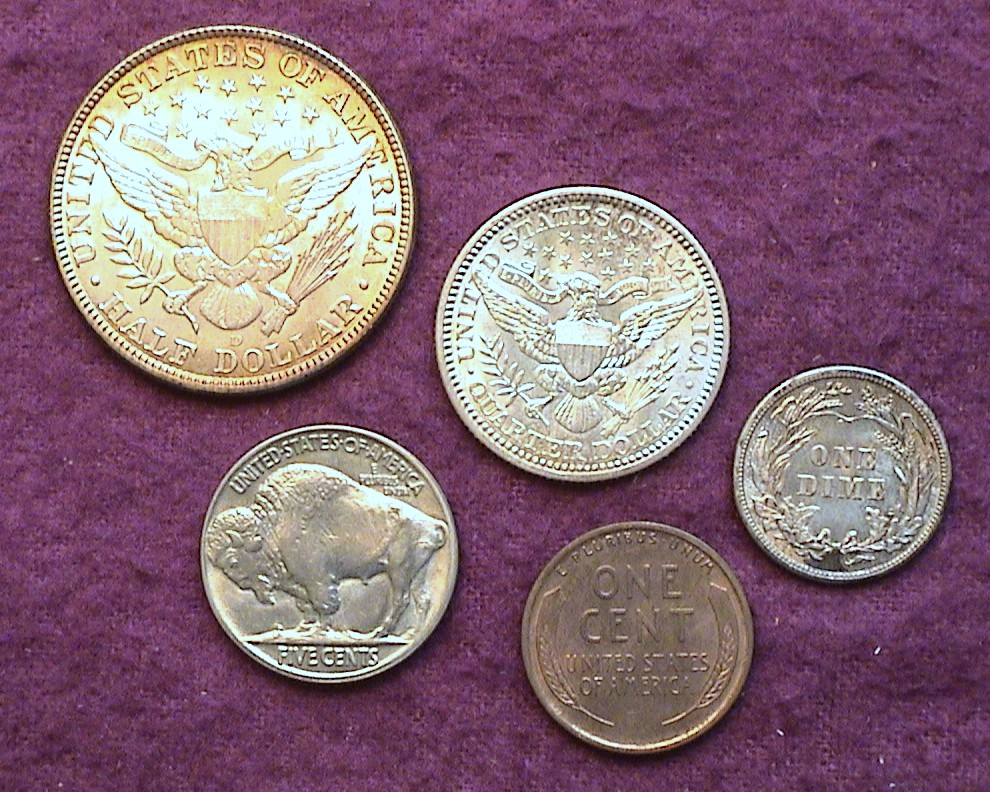 UNITED STATES OF AMERICA
HALF DOLLAR
D
UNITED STATES OF AMERICA
QUARTER DOLLAR
ONE
DIME
UNITED·STATES·OF·AMERICA
E
PLURIBUS
UNUM
FIVE CENTS
E PLURIBUS UNUM
ONE
CENT
UNITED STATES
OF AMERICA